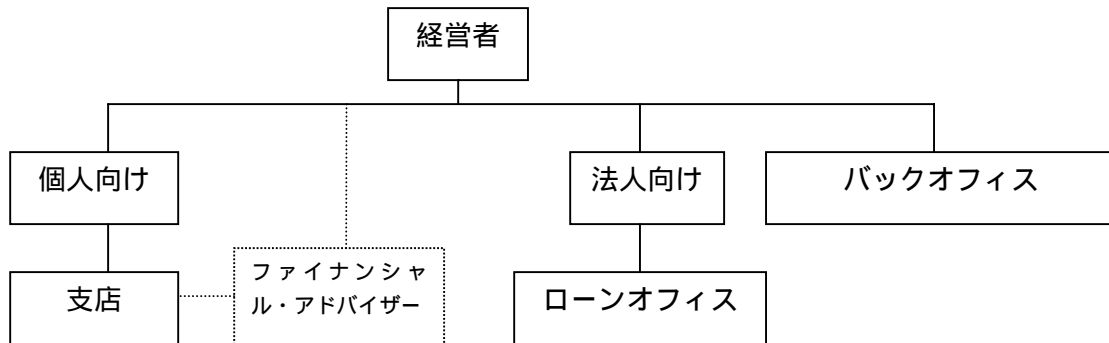 経営者
個人向け
法人向け
バックオフィス
支店
ファイナンシャ
ル・アドバイザー
ローンオフィス